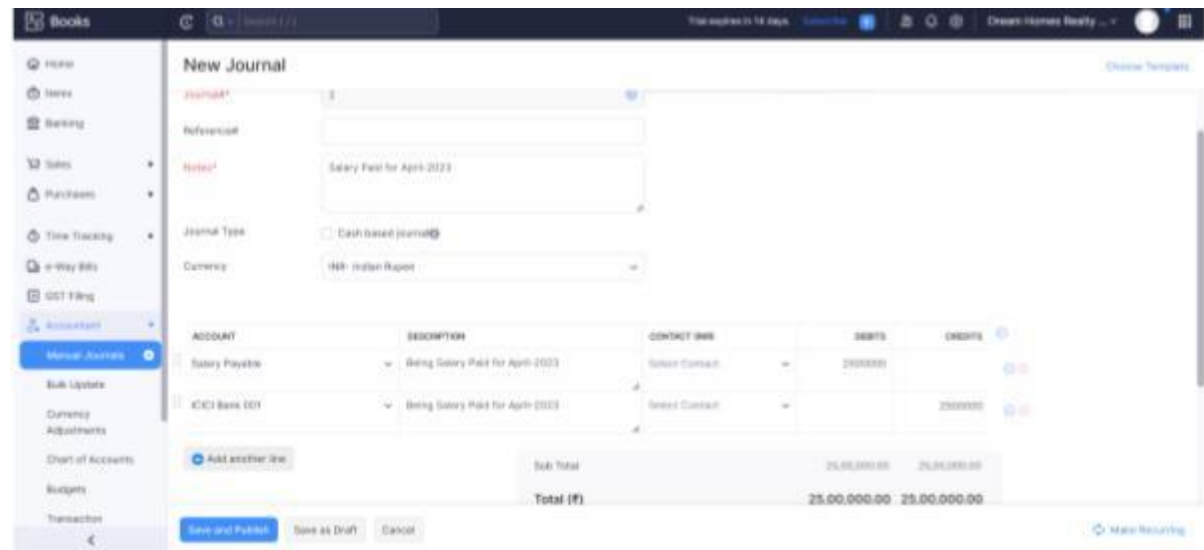 Books
Search ( / )
Trial expires in 14 days
Subscribe
Dream Homes Realty ...
Home
Items
Banking
Sales
Purchases
Time Tracking
e-Way Bills
GST Filing
Accountant
Manual Journals
Bulk Update
Currency
Adjustments
Chart of Accounts
Budgets
Transaction
New Journal
Choose Template
Journal#*
Reference#
Notes*
Salary Paid for April-2023
Journal Type
Cash based journal
Currency
INR- Indian Rupee
ACCOUNT DESCRIPTION CONTACT (INR) DEBITS CREDITS
Salary Payable Being Salary Paid for April-2023 Select Contact 2500000
ICICI Bank 001 Being Salary Paid for April-2023 Select Contact 2500000
Add another line
Sub Total 25,00,000.00 25,00,000.00
Total (₹) 25,00,000.00 25,00,000.00
Save and Publish Save as Draft Cancel
Make Recurring